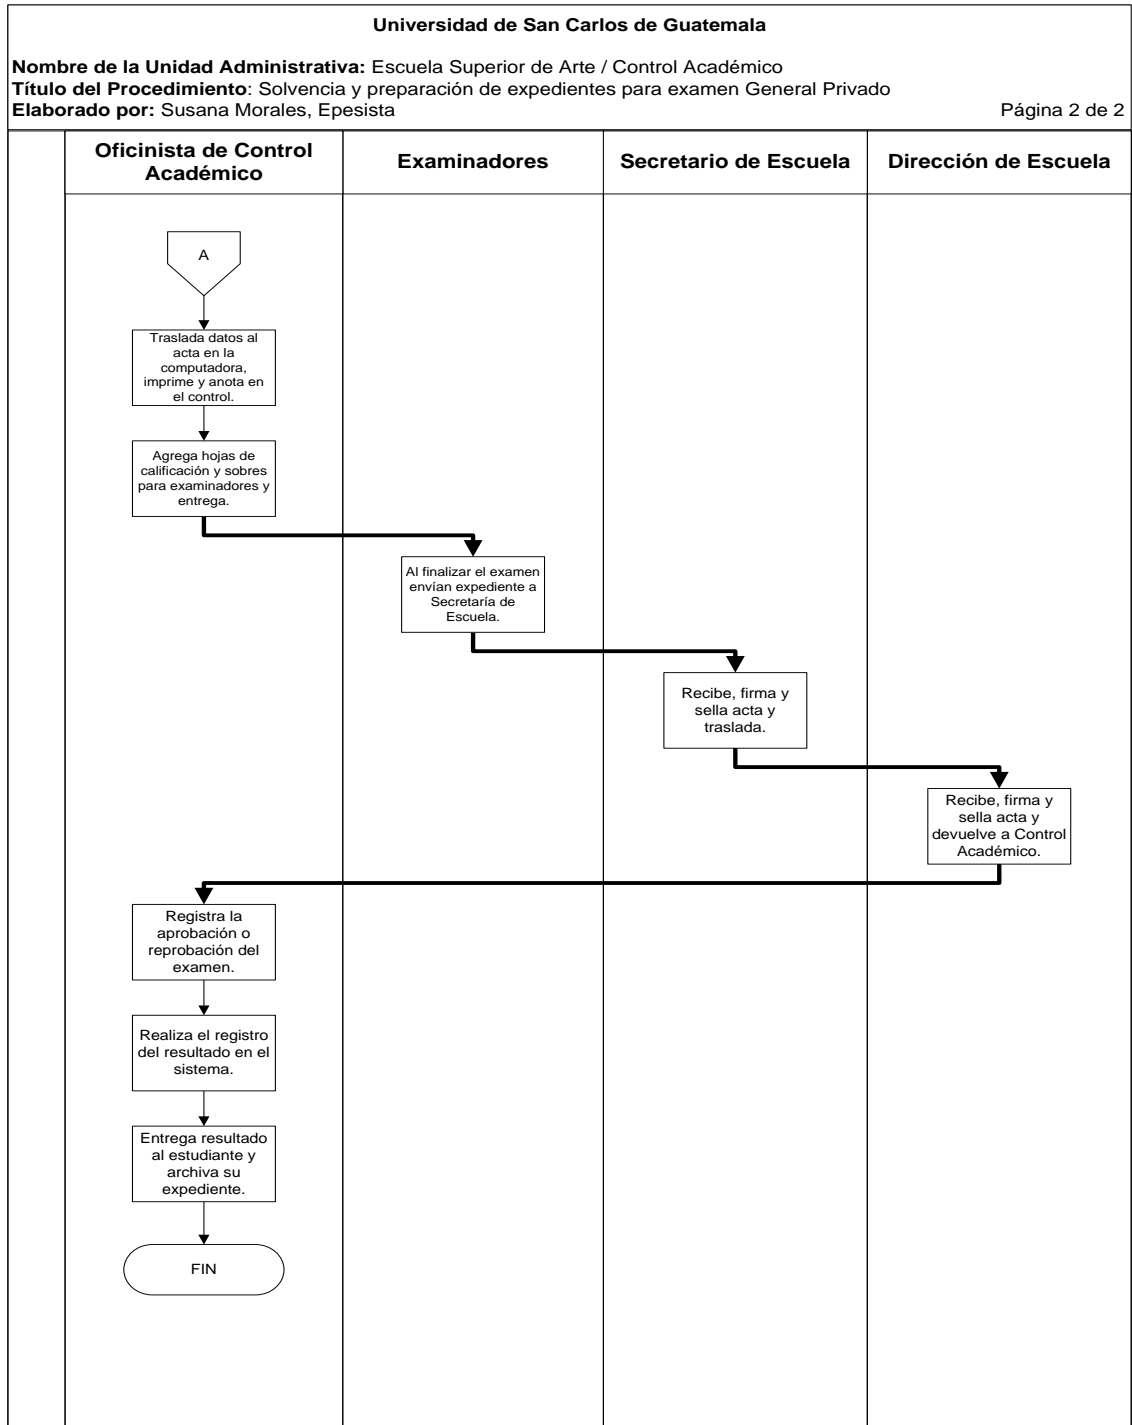 Universidad de San Carlos de Guatemala
Nombre de la Unidad Administrativa: Escuela Superior de Arte / Control Académico
Título del Procedimiento: Solvencia y preparación de expedientes para examen General Privado
Elaborado por: Susana Morales, Epesista Página 2 de 2
Oficinista de Control
Académico
Examinadores
Secretario de Escuela
Dirección de Escuela
A
Traslada datos al
acta en la
computadora,
imprime y anota en
el control.
Agrega hojas de
calificación y sobres
para examinadores y
entrega.
Al finalizar el examen
envían expediente a
Secretaría de
Escuela.
Recibe, firma y
sella acta y
traslada.
Recibe, firma y
sella acta y
devuelve a Control
Académico.
Registra la
aprobación o
reprobación del
examen.
Realiza el registro
del resultado en el
sistema.
Entrega resultado
al estudiante y
archiva su
expediente.
FIN